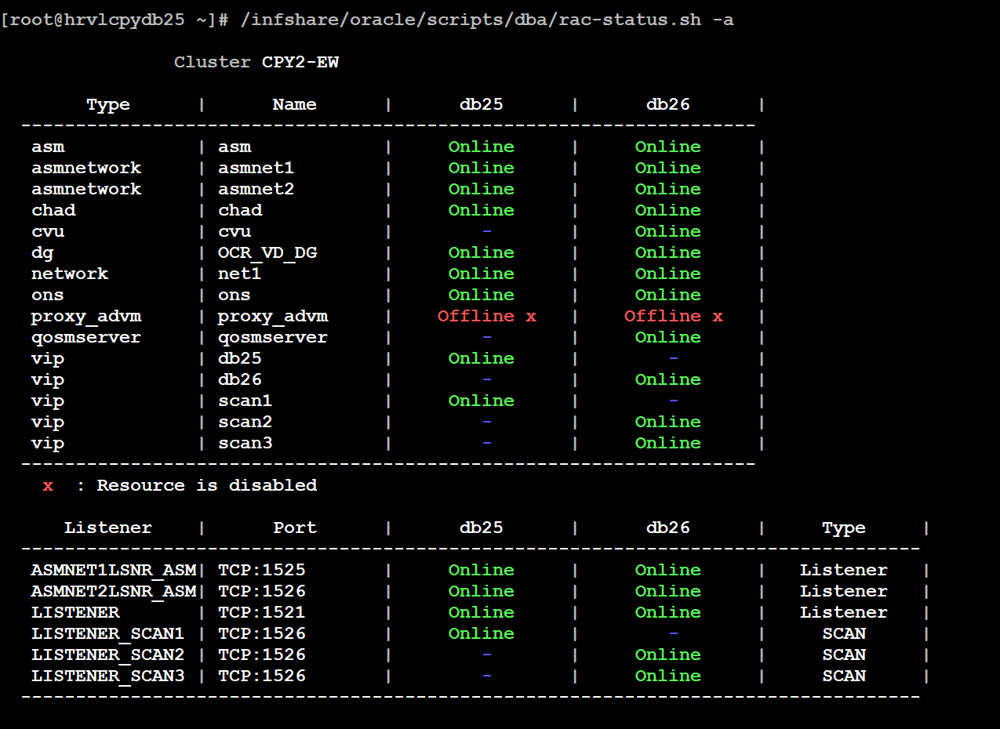 [root@hrvlcpydb25 ~]# /infshare/oracle/scripts/dba/rac-status.sh -a
Cluster CPY2-EW
Type | Name | db25 | db26 |
-------------------------------------------------------------------
asm | asm | Online | Online |
asmnetwork | asmnet1 | Online | Online |
asmnetwork | asmnet2 | Online | Online |
chad | chad | Online | Online |
cvu | cvu | - | Online |
dg | OCR_VD_DG | Online | Online |
network | net1 | Online | Online |
ons | ons | Online | Online |
proxy_advm | proxy_advm | Offline x | Offline x |
qosmserver | qosmserver | - | Online |
vip | db25 | Online | - |
vip | db26 | - | Online |
vip | scan1 | Online | - |
vip | scan2 | - | Online |
vip | scan3 | - | Online |
-------------------------------------------------------------------
x : Resource is disabled
Listener | Port | db25 | db26 | Type |
----------------------------------------------------------------------------------
ASMNET1LSNR_ASM| TCP:1525 | Online | Online | Listener |
ASMNET2LSNR_ASM| TCP:1526 | Online | Online | Listener |
LISTENER | TCP:1521 | Online | Online | Listener |
LISTENER_SCAN1 | TCP:1526 | Online | - | SCAN |
LISTENER_SCAN2 | TCP:1526 | - | Online | SCAN |
LISTENER_SCAN3 | TCP:1526 | - | Online | SCAN |
----------------------------------------------------------------------------------